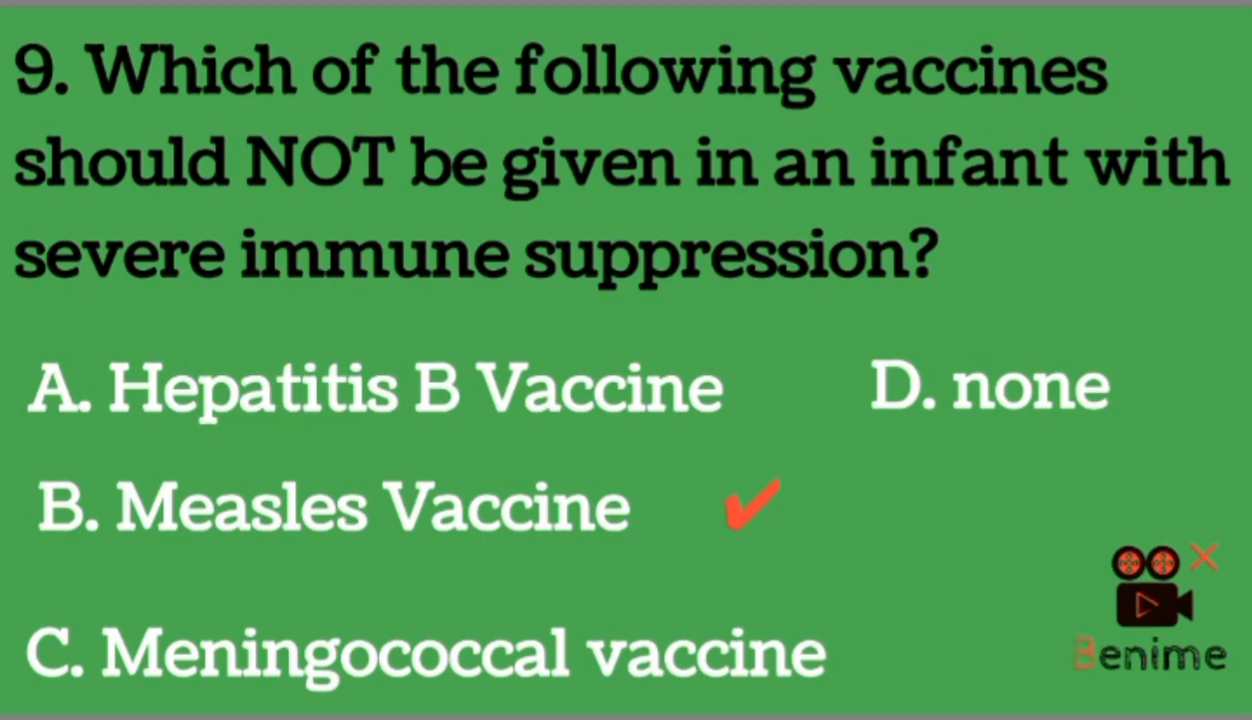 9. Which of the following vaccines
should NOT be given in an infant with
severe immune suppression?
A. Hepatitis B Vaccine
D. none
B. Measles Vaccine ✔
C. Meningococcal vaccine
Benime